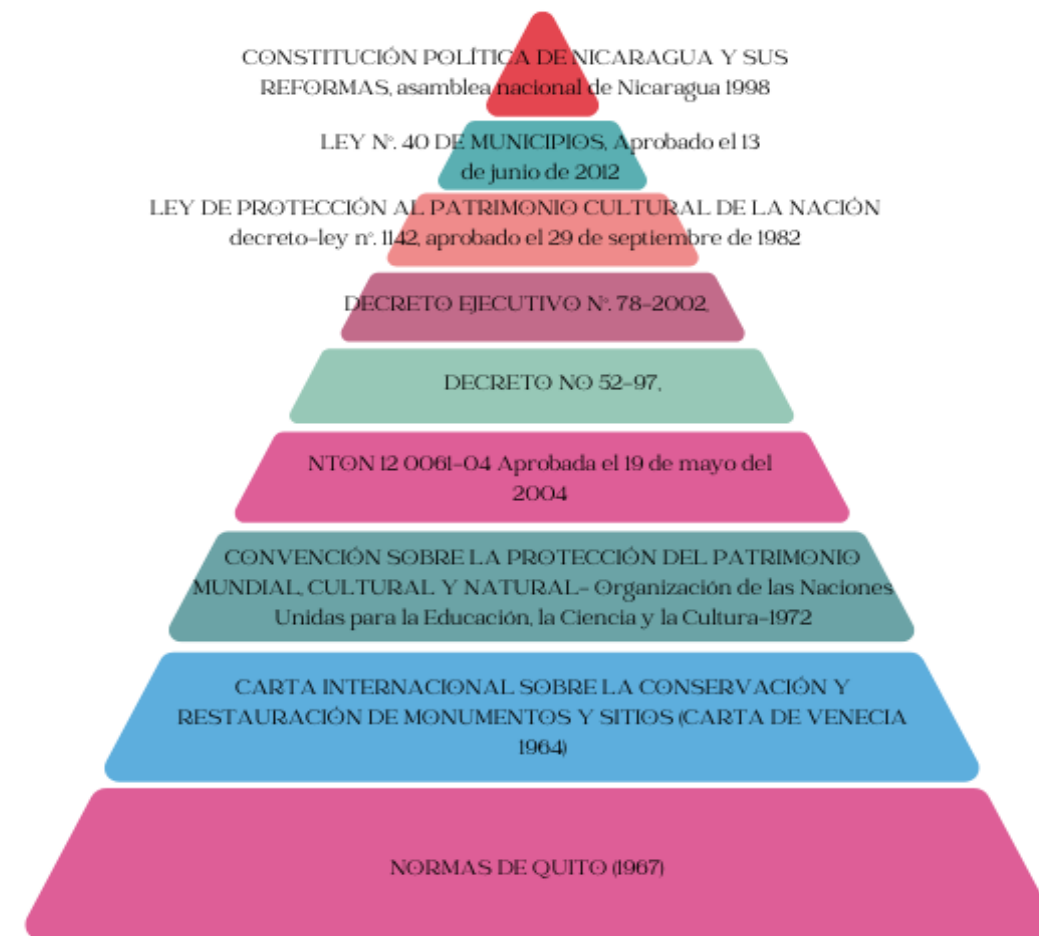 CONSTITUCIÓN POLÍTICA DE NICARAGUA Y SUS
REFORMAS, asamblea nacional de Nicaragua 1998
LEY Nº. 40 DE MUNICIPIOS, Aprobado el 13
de junio de 2012
LEY DE PROTECCIÓN AL PATRIMONIO CULTURAL DE LA NACIÓN
decreto-ley nº. 1142, aprobado el 29 de septiembre de 1982
DECRETO EJECUTIVO Nº. 78-2002,
DECRETO NO 52-97,
NTON 12 0061-04 Aprobada el 19 de mayo del
2004
CONVENCIÓN SOBRE LA PROTECCIÓN DEL PATRIMONIO
MUNDIAL, CULTURAL Y NATURAL- Organización de las Naciones
Unidas para la Educación, la Ciencia y la Cultura-1972
CARTA INTERNACIONAL SOBRE LA CONSERVACIÓN Y
RESTAURACIÓN DE MONUMENTOS Y SITIOS (CARTA DE VENECIA
1964)
NORMAS DE QUITO (1967)